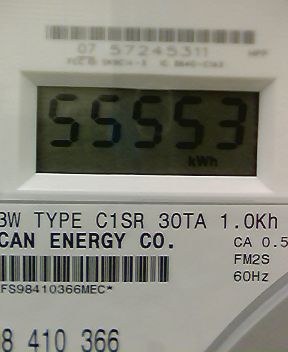 07 57245311
55553
kWh
3W TYPE C1SR 30TA 1.0Kh
CAN ENERGY CO.
CA 0.5
FM2S
60Hz
FS98410366MEC*
8 410 366